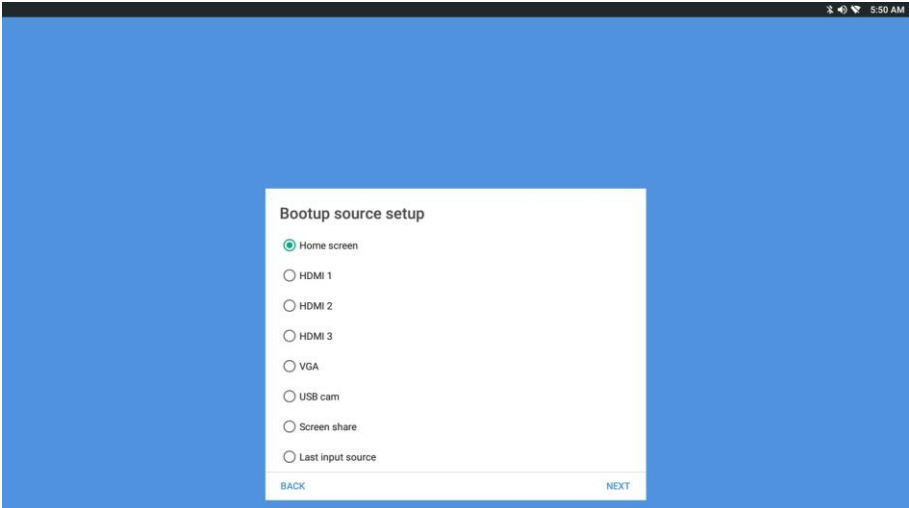 5:50 AM
Bootup source setup
Home screen
HDMI 1
HDMI 2
HDMI 3
VGA
USB cam
Screen share
Last input source
BACK NEXT